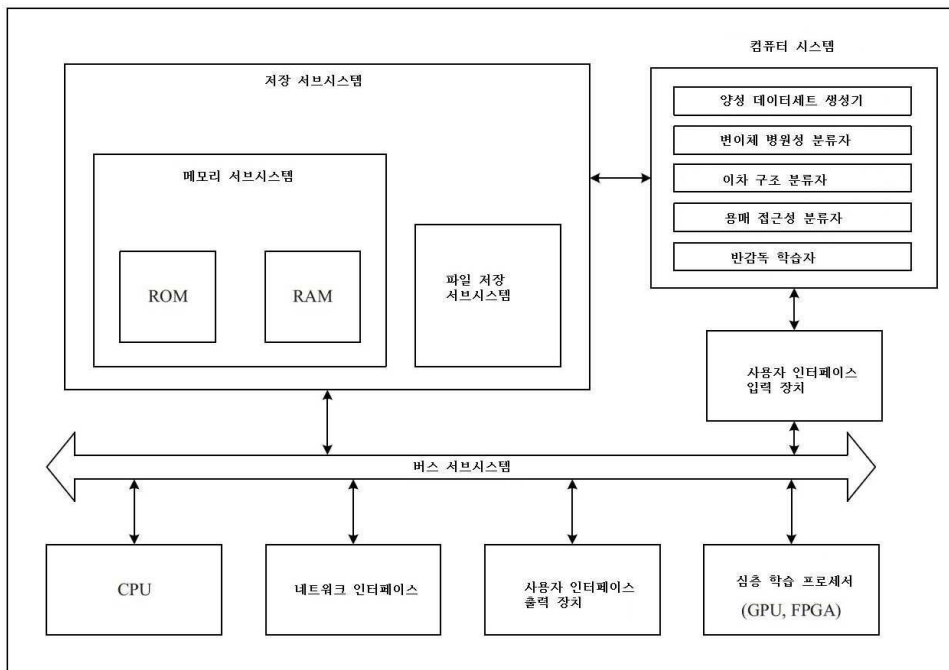 컴퓨터 시스템
저장 서브시스템
양성 데이터세트 생성기
변이체 병원성 분류자
메모리 서브시스템
이차 구조 분류자
용매 접근성 분류자
반감독 학습자
ROM
RAM
파일 저장
서브시스템
사용자 인터페이스
입력 장치
버스 서브시스템
CPU
네트워크 인터페이스
사용자 인터페이스
출력 장치
심층 학습 프로세서
(GPU, FPGA)